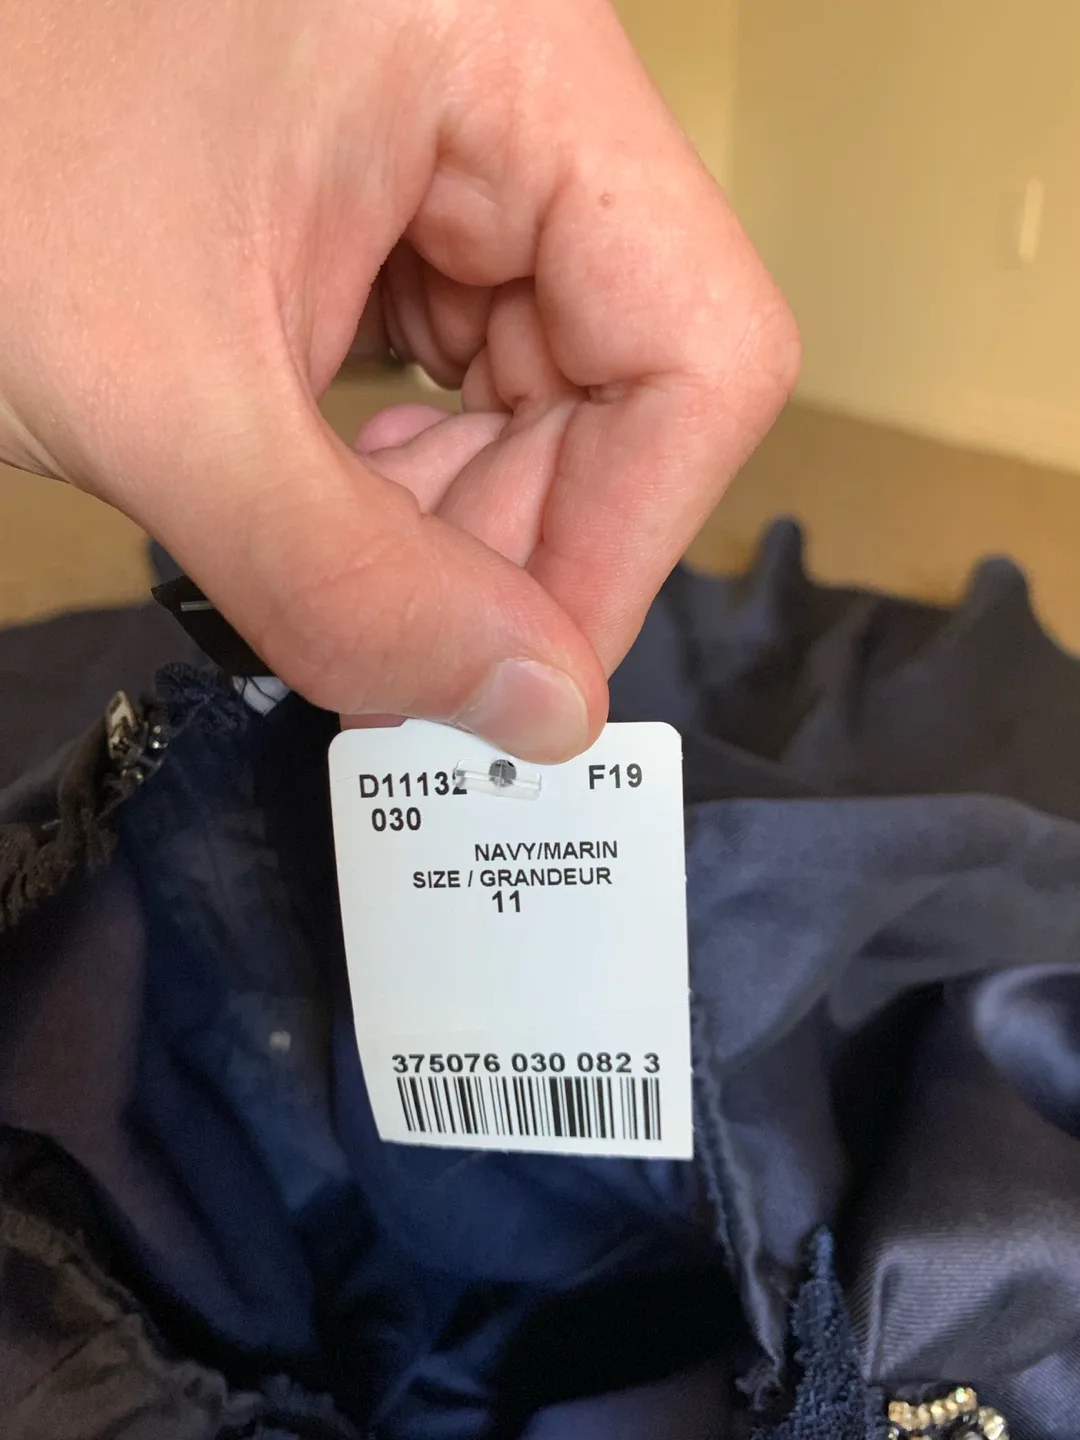 D11132 F19
030
NAVY/MARIN
SIZE / GRANDEUR
11
375076 030 082 3